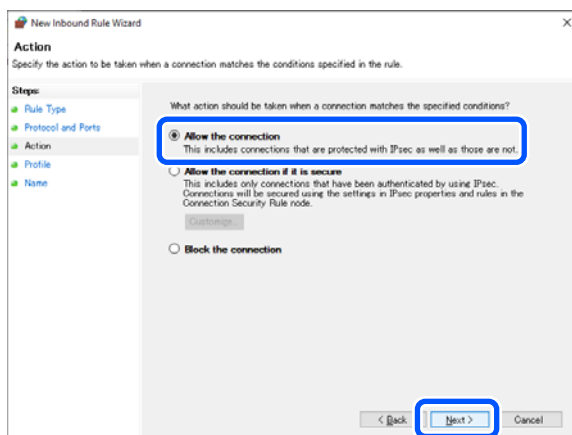 New Inbound Rule Wizard
Action
Specify the action to be taken when a connection matches the conditions specified in the rule.
Steps:
Rule Type
Protocol and Ports
Action
Profile
Name
What action should be taken when a connection matches the specified conditions?
Allow the connection
This includes connections that are protected with IPsec as well as those are not.
Allow the connection if it is secure
This includes only connections that have been authenticated by using IPsec.
Connections will be secured using the settings in IPsec properties and rules in the
Connection Security Rule node.
Customize...
Block the connection
< Back
Next >
Cancel